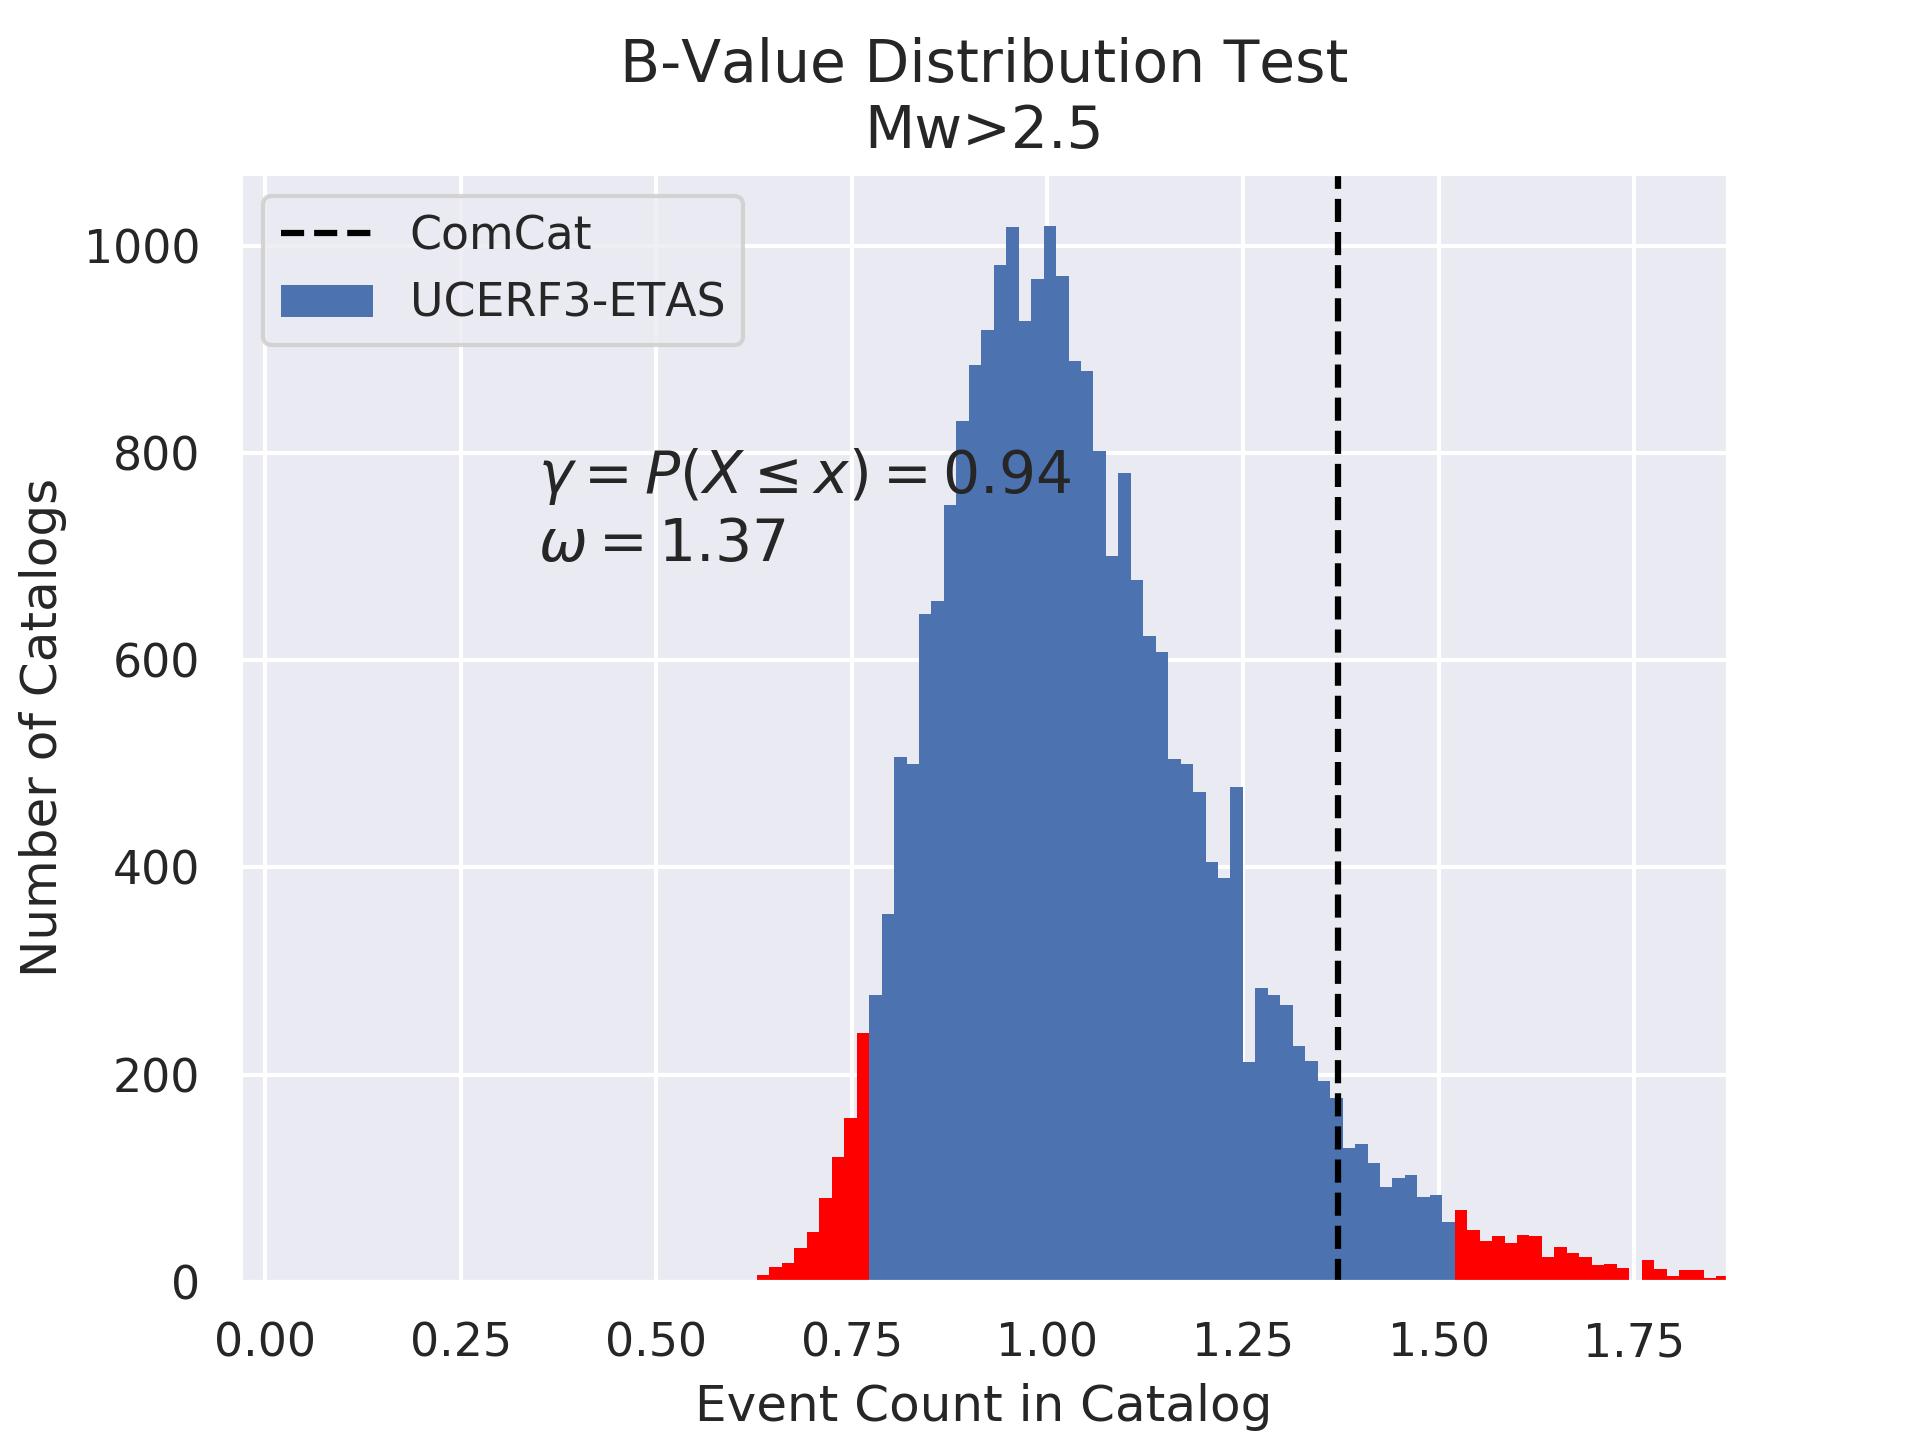 B-Value Distribution Test
Mw>2.5
ComCat
UCERF3-ETAS
γ = P(X ≤ x) = 0.94
ω = 1.37
Number of Catalogs
1000
800
600
400
200
0
0.00 0.25 0.50 0.75 1.00 1.25 1.50 1.75
Event Count in Catalog